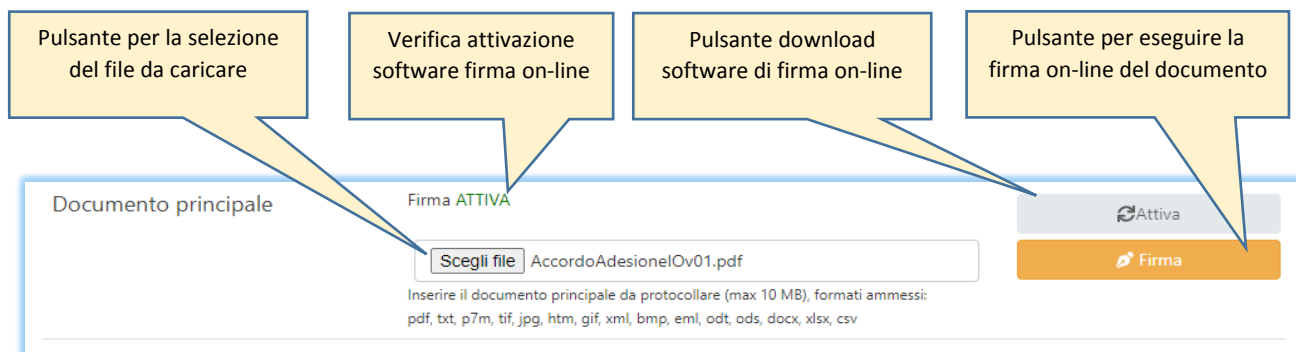 Pulsante per la selezione
del file da caricare
Verifica attivazione
software firma on-line
Pulsante download
software di firma on-line
Pulsante per eseguire la
firma on-line del documento
Documento principale
Firma ATTIVA
Attiva
Scegli file AccordoAdesioneIOv01.pdf
Firma
Inserire il documento principale da protocollare (max 10 MB), formati ammessi:
pdf, txt, p7m, tif, jpg, htm, gif, xml, bmp, eml, odt, ods, docx, xlsx, csv